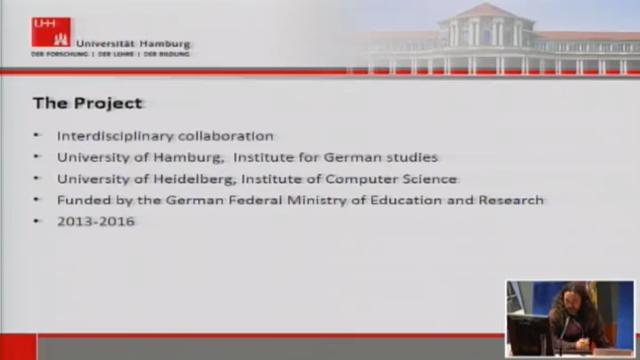 UHH
Universität Hamburg
DER FORSCHUNG | DER LEHRE | DER BILDUNG
The Project
• Interdisciplinary collaboration
• University of Hamburg, Institute for German studies
• University of Heidelberg, Institute of Computer Science
• Funded by the German Federal Ministry of Education and Research
• 2013-2016